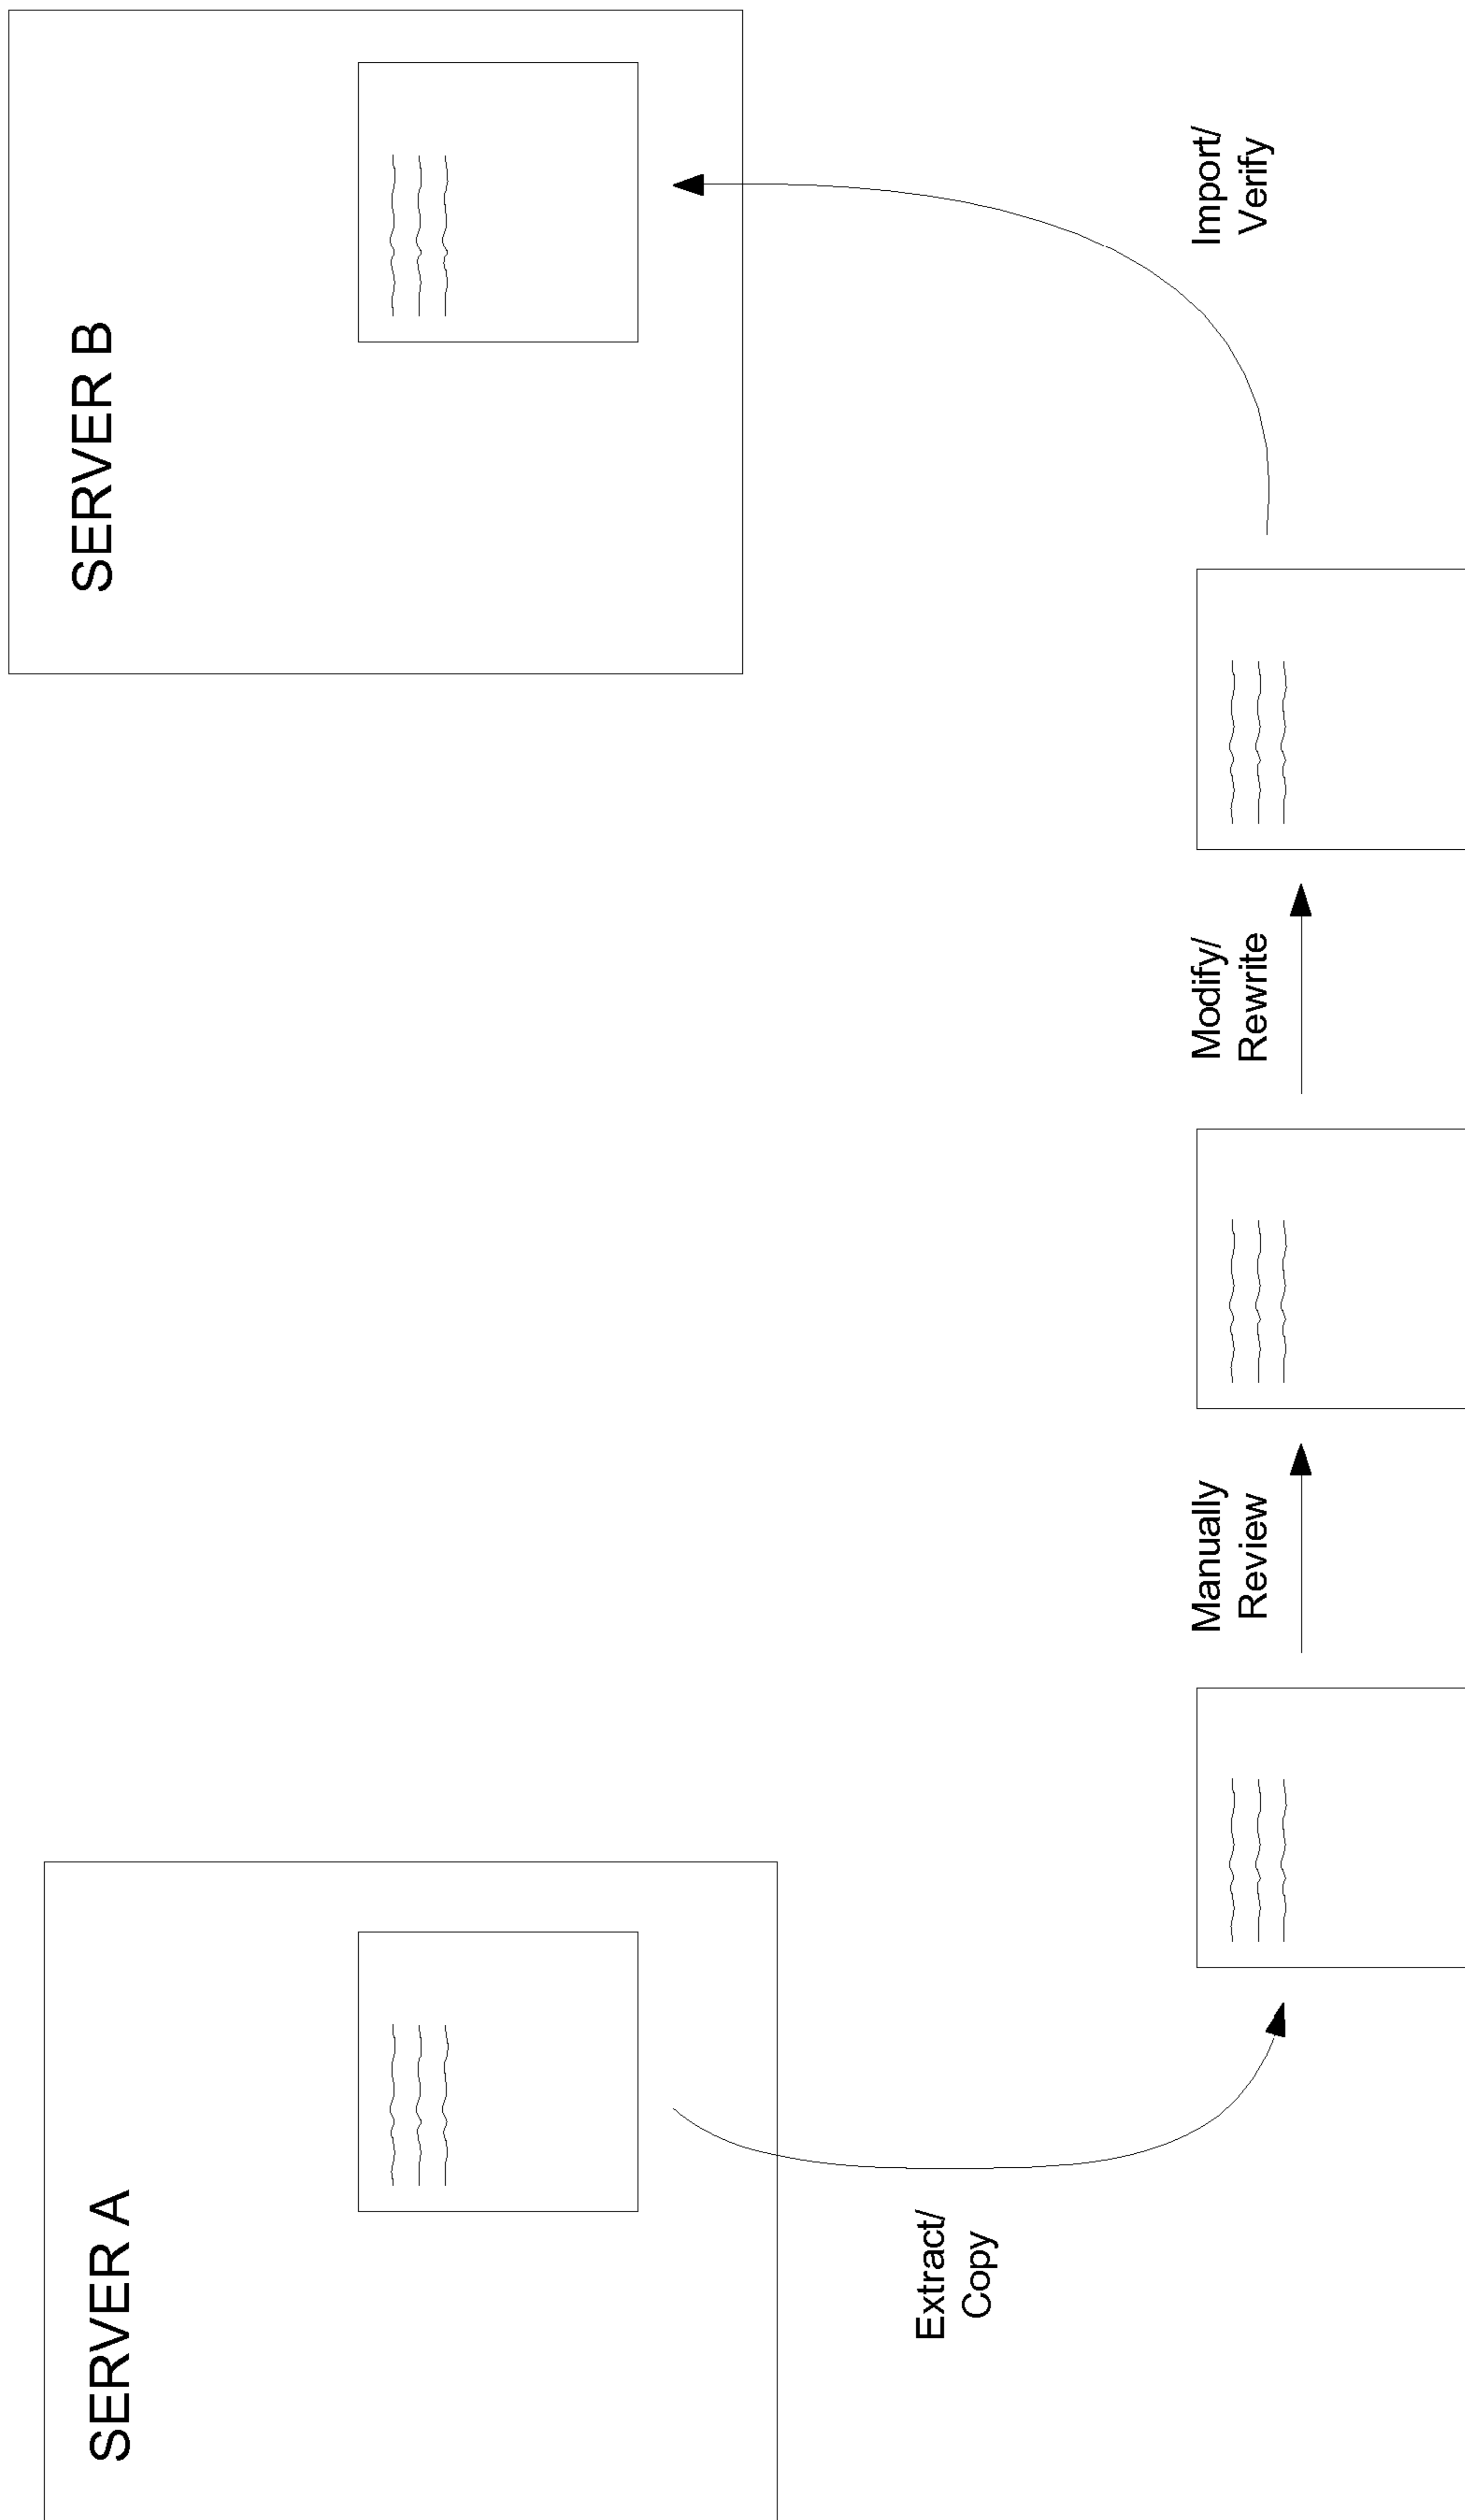 SERVER A
SERVER B
Extract/
Copy
Manually
Review
Modify/
Rewrite
Import/
Verify